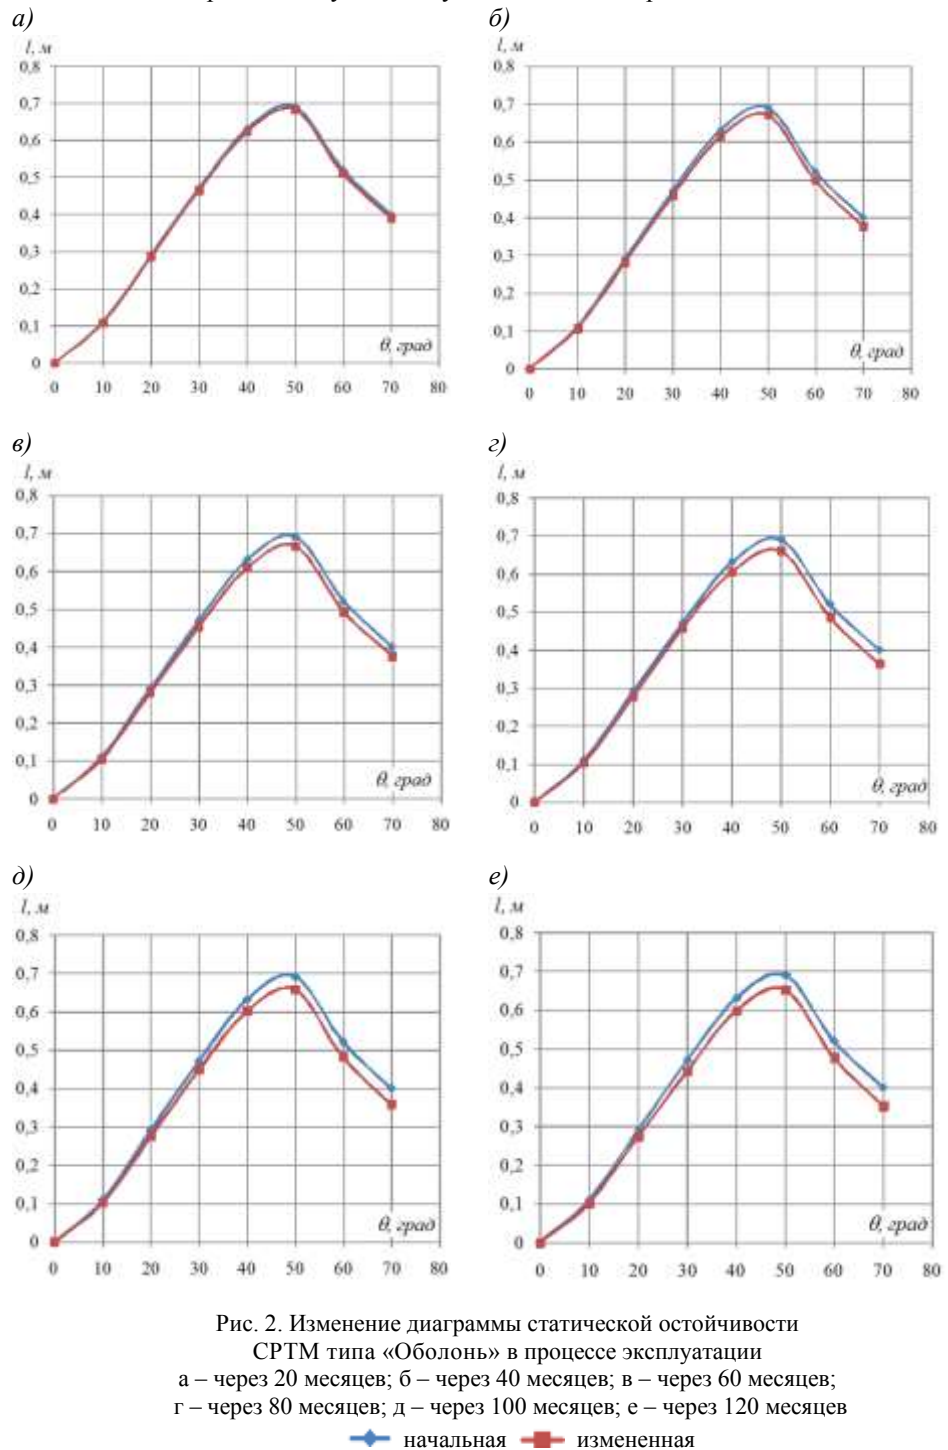 а)
l, м
0,8
0,7
0,6
0,5
0,4
0,3
0,2
0,1
0
θ, град
0 10 20 30 40 50 60 70 80
б)
l, м
0,8
0,7
0,6
0,5
0,4
0,3
0,2
0,1
0
θ, град
0 10 20 30 40 50 60 70 80
в)
l, м
0,8
0,7
0,6
0,5
0,4
0,3
0,2
0,1
0
θ, град
0 10 20 30 40 50 60 70 80
г)
l, м
0,8
0,7
0,6
0,5
0,4
0,3
0,2
0,1
0
θ, град
0 10 20 30 40 50 60 70 80
д)
l, м
0,8
0,7
0,6
0,5
0,4
0,3
0,2
0,1
0
θ, град
0 10 20 30 40 50 60 70 80
е)
l, м
0,8
0,7
0,6
0,5
0,4
0,3
0,2
0,1
0
θ, град
0 10 20 30 40 50 60 70 80
Рис. 2. Изменение диаграммы статической остойчивости
СРТМ типа «Оболонь» в процессе эксплуатации
а – через 20 месяцев; б – через 40 месяцев; в – через 60 месяцев;
г – через 80 месяцев; д – через 100 месяцев; е – через 120 месяцев
начальная измененная